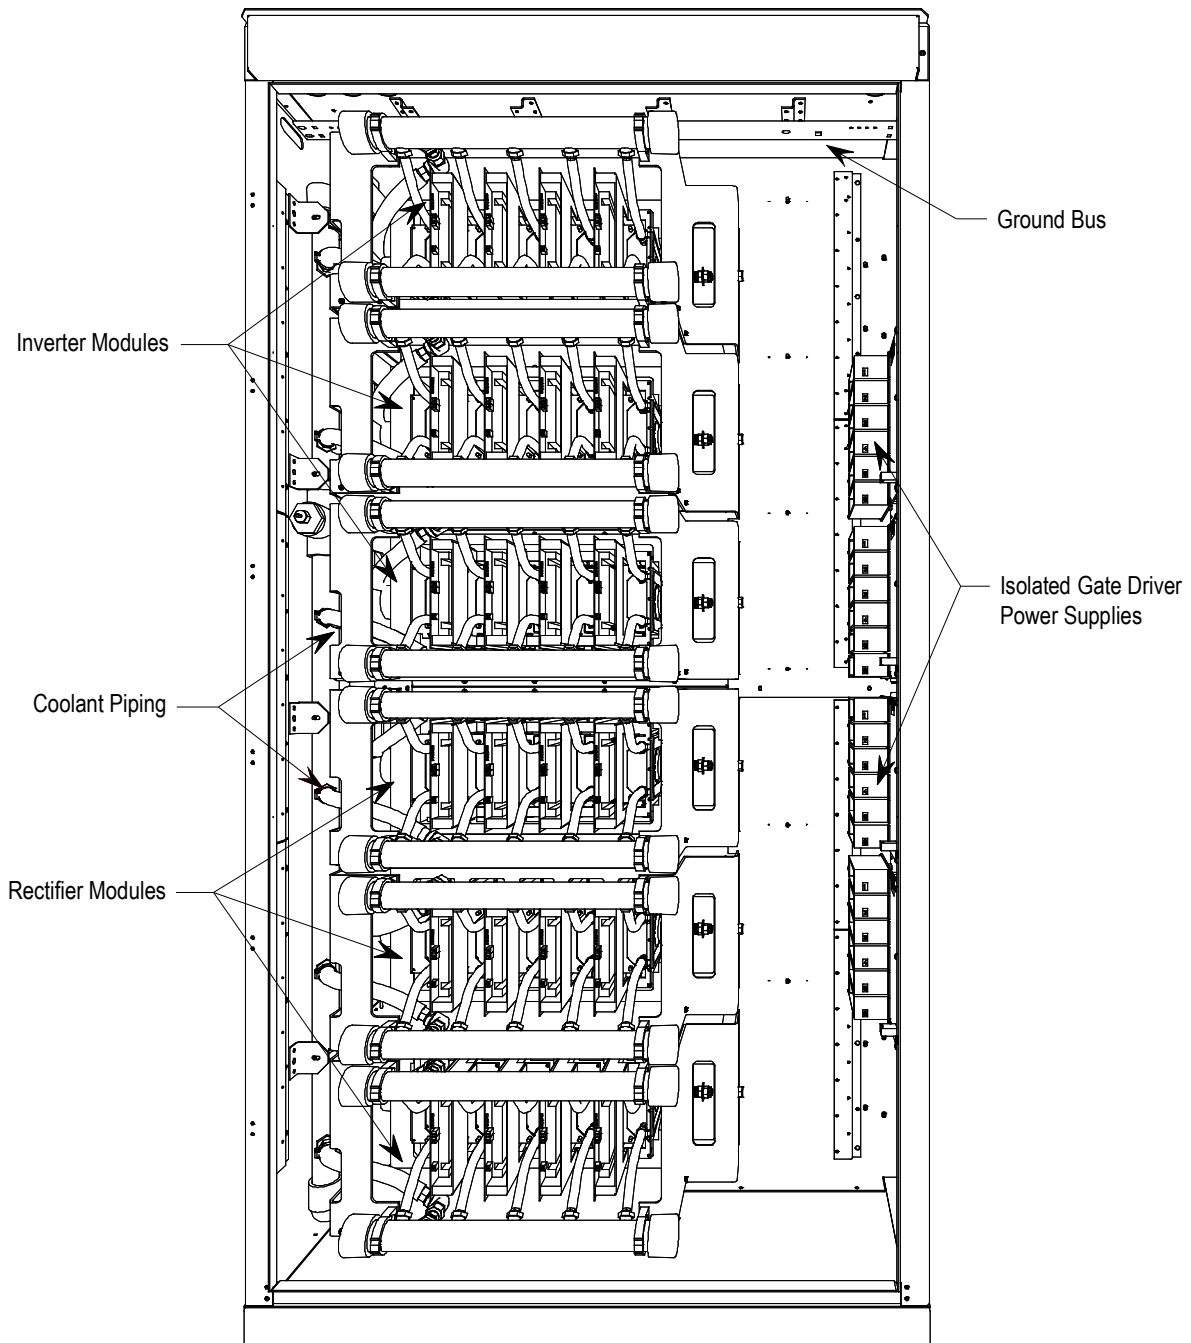 Ground Bus
Inverter Modules
Isolated Gate Driver
Power Supplies
Coolant Piping
Rectifier Modules